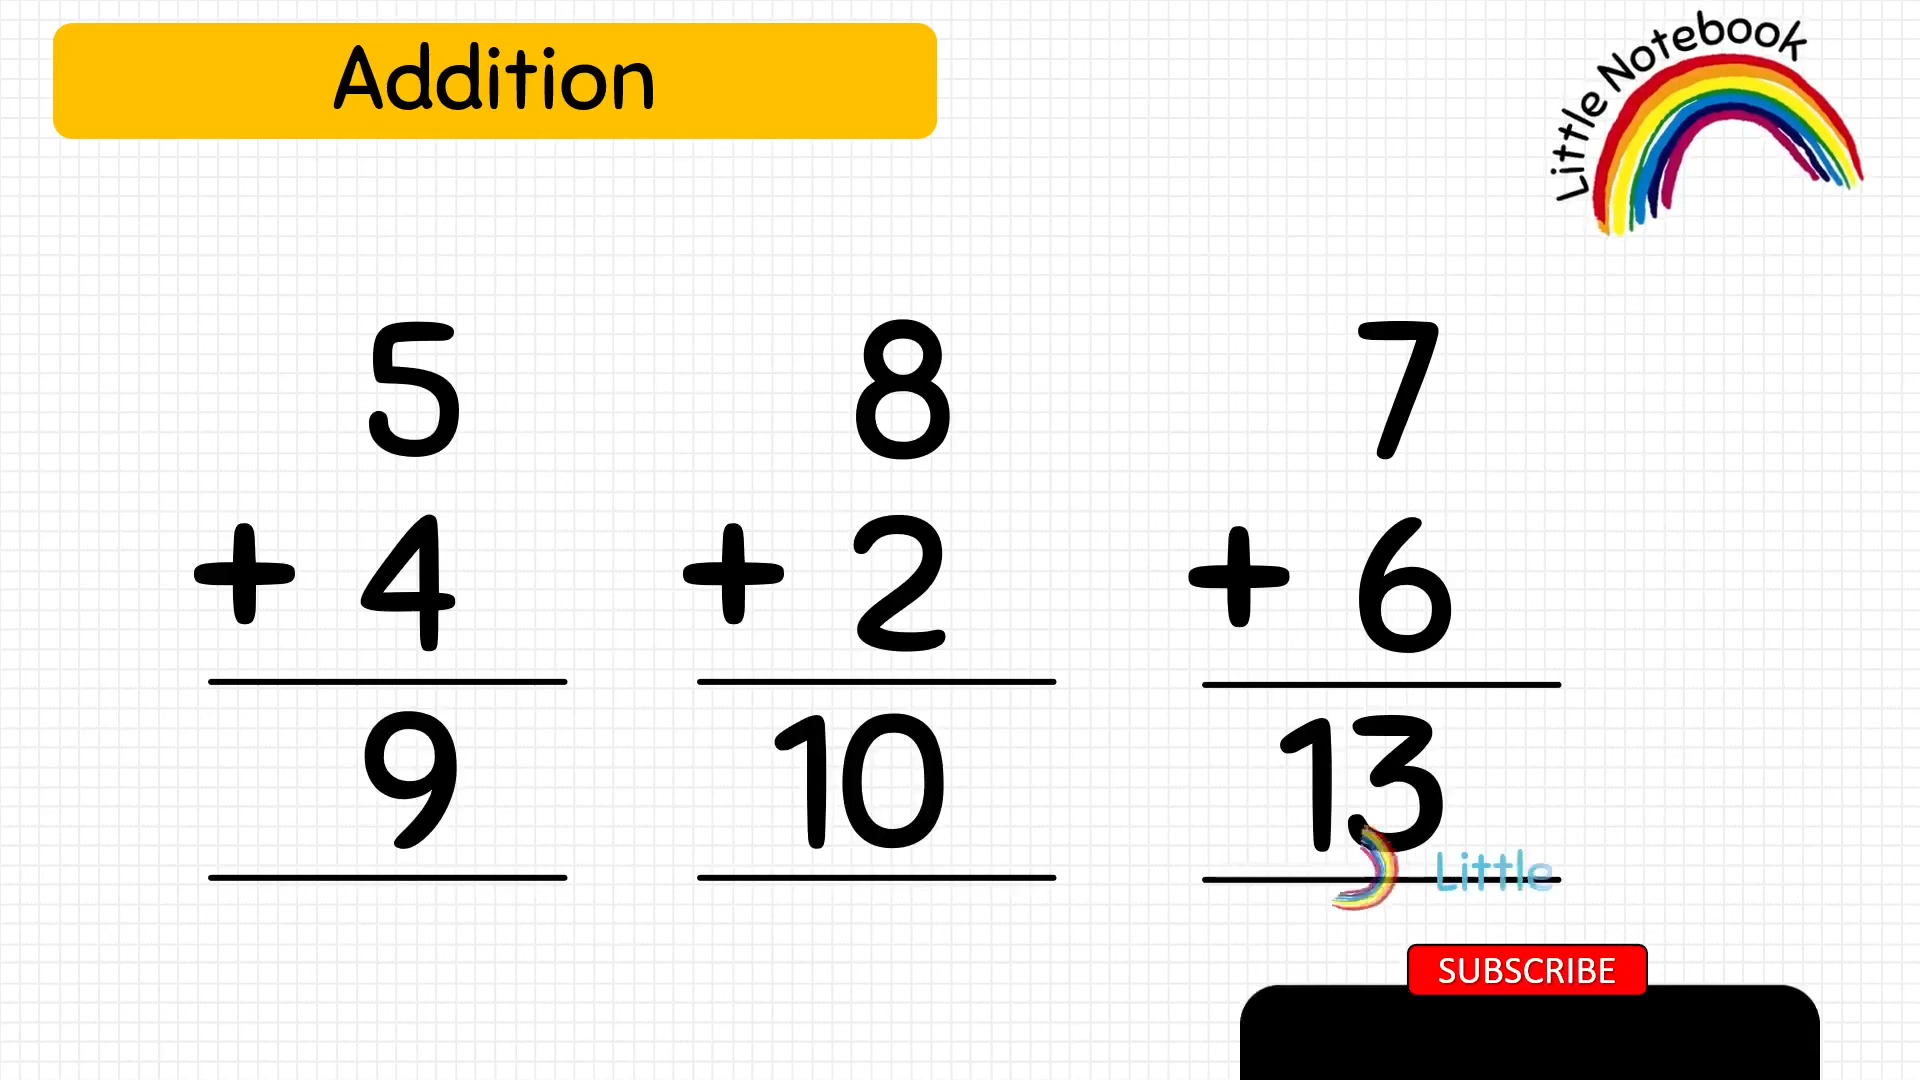 Addition
Little Notebook
5 8 7
+ 4 + 2 + 6
9 10 13
Little
SUBSCRIBE